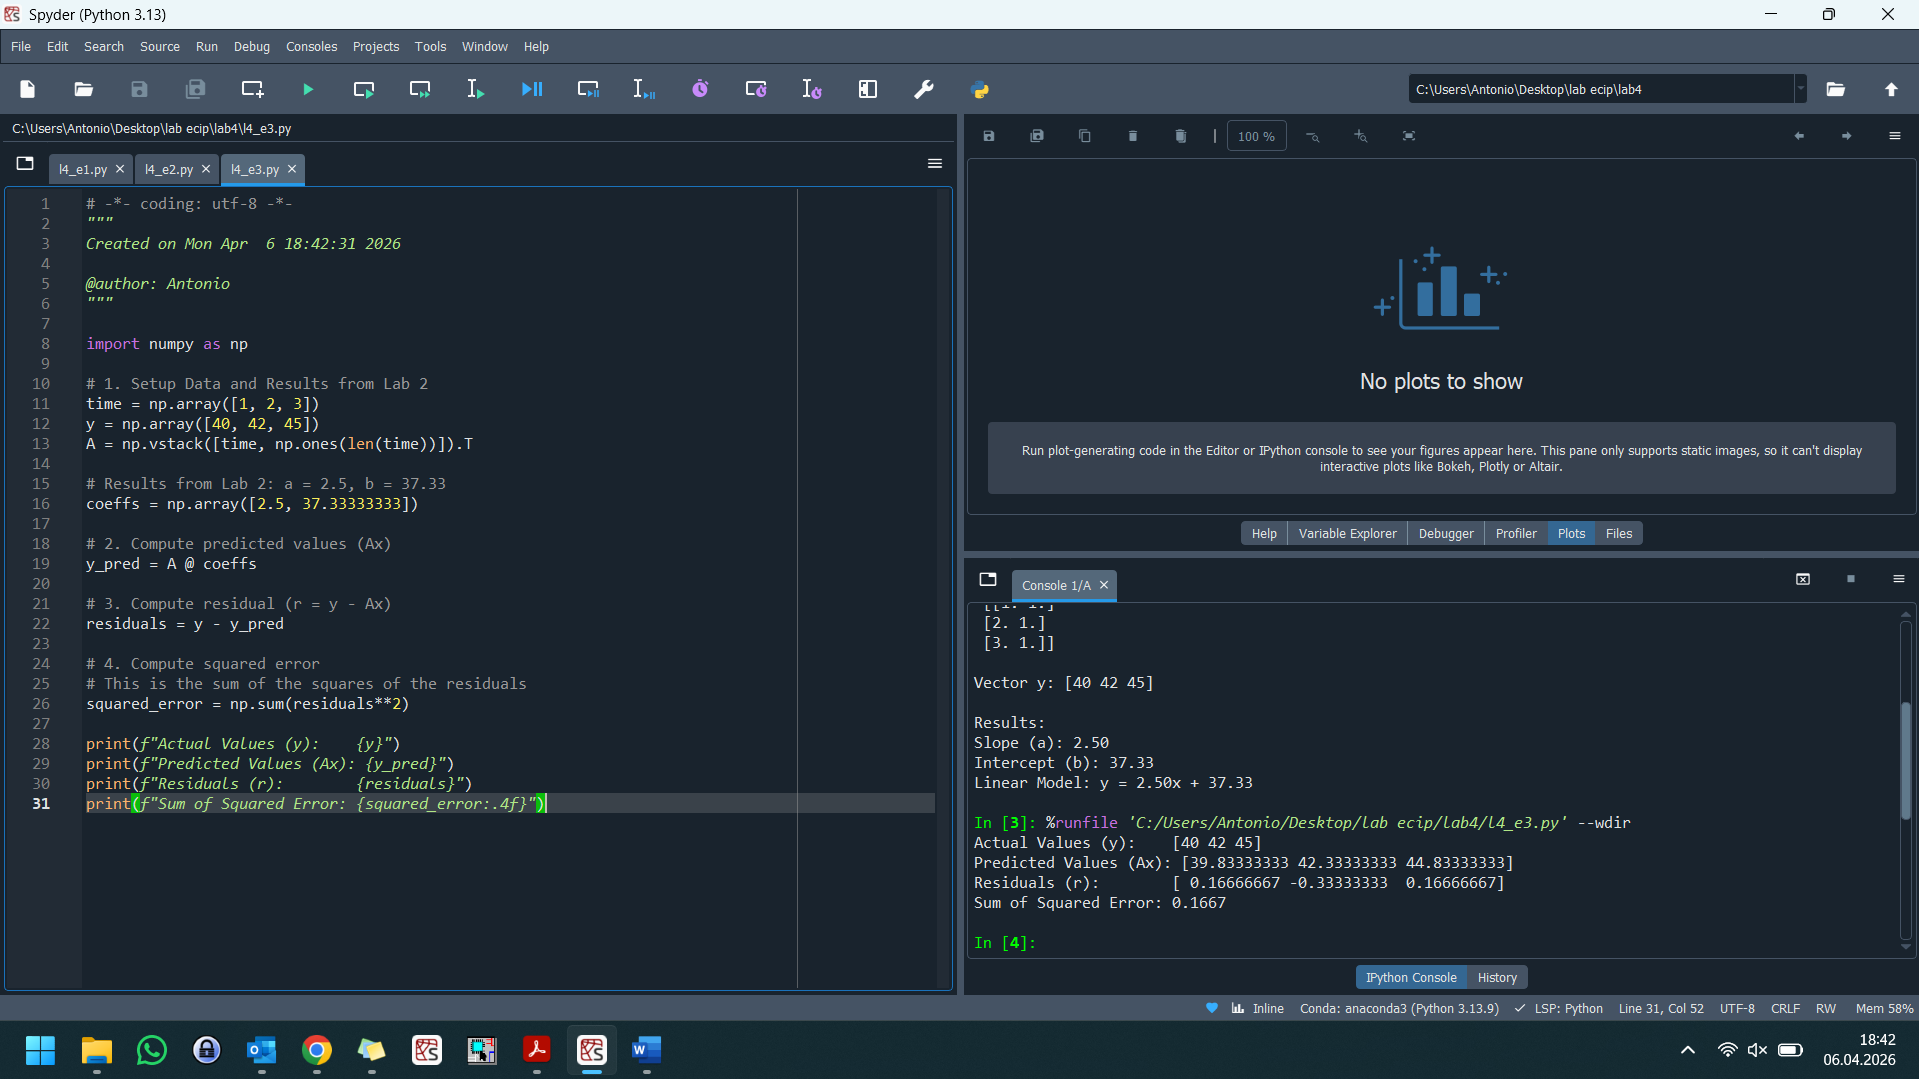 Spyder (Python 3.13)
File Edit Search Source Run Debug Consoles Projects Tools Window Help
C:\Users\Antonio\Desktop\lab ecip\lab4
C:\Users\Antonio\Desktop\lab ecip\lab4\l4_e3.py
l4_e1.py l4_e2.py l4_e3.py
1 # -*- coding: utf-8 -*-
2 """
3 Created on Mon Apr  6 18:42:31 2026
4
5 @author: Antonio
6 """
7
8 import numpy as np
9
10 # 1. Setup Data and Results from Lab 2
11 time = np.array([1, 2, 3])
12 y = np.array([40, 42, 45])
13 A = np.vstack([time, np.ones(len(time))]).T
14
15 # Results from Lab 2: a = 2.5, b = 37.33
16 coeffs = np.array([2.5, 37.33333333])
17
18 # 2. Compute predicted values (Ax)
19 y_pred = A @ coeffs
20
21 # 3. Compute residual (r = y - Ax)
22 residuals = y - y_pred
23
24 # 4. Compute squared error
25 # This is the sum of the squares of the residuals
26 squared_error = np.sum(residuals**2)
27
28 print(f"Actual Values (y):    {y}")
29 print(f"Predicted Values (Ax): {y_pred}")
30 print(f"Residuals (r):        {residuals}")
31 print(f"Sum of Squared Error: {squared_error:.4f}")
100 %
No plots to show
Run plot-generating code in the Editor or IPython console to see your figures appear here. This pane only supports static images, so it can't display
interactive plots like Bokeh, Plotly or Altair.
Help Variable Explorer Debugger Profiler Plots Files
Console 1/A
[[1. 1.]
[2. 1.]
[3. 1.]]
Vector y: [40 42 45]
Results:
Slope (a): 2.50
Intercept (b): 37.33
Linear Model: y = 2.50x + 37.33
In [3]: %runfile 'C:/Users/Antonio/Desktop/lab ecip/lab4/l4_e3.py' --wdir
Actual Values (y):    [40 42 45]
Predicted Values (Ax): [39.83333333 42.33333333 44.83333333]
Residuals (r):        [ 0.16666667 -0.33333333  0.16666667]
Sum of Squared Error: 0.1667
In [4]:
IPython Console History
Inline Conda: anaconda3 (Python 3.13.9) LSP: Python Line 31, Col 52 UTF-8 CRLF RW Mem 58%
18:42
06.04.2026